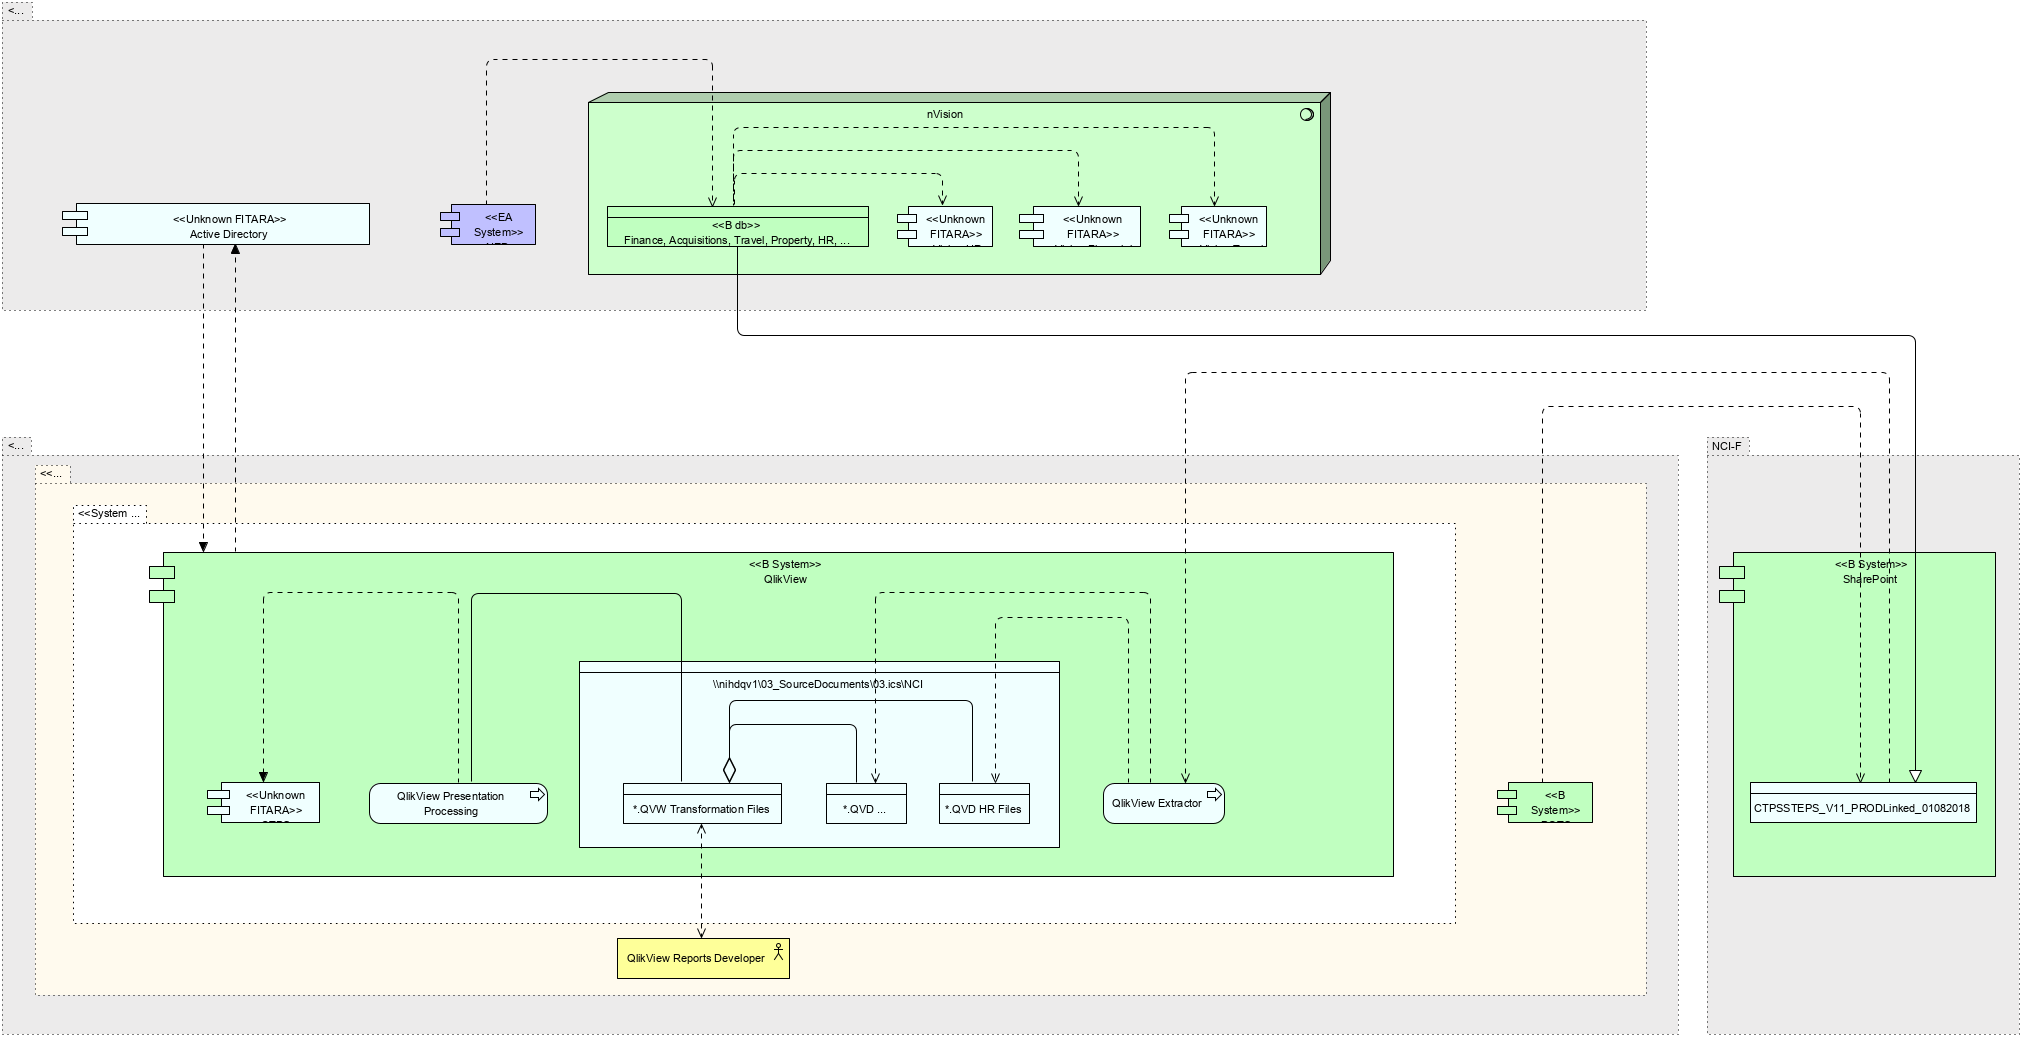 <...
nVision
<<Unknown FITARA>>
Active Directory
<<EA
System>>
<<B db>>
Finance, Acquisitions, Travel, Property, HR, ...
<<Unknown
FITARA>>
<<Unknown
FITARA>>
<<Unknown
FITARA>>
<...
NCI-F
<<...
<<System ...
<<B System>>
QlikView
<<B System>>
SharePoint
\\nihdqv1\03_SourceDocuments\03.ics\NCI
<<Unknown
FITARA>>
QlikView Presentation
Processing
*.QVW Transformation Files
*.QVD ...
*.QVD HR Files
QlikView Extractor
<<B
System>>
CTPSSTEPS_V11_PRODLinked_01082018
QlikView Reports Developer